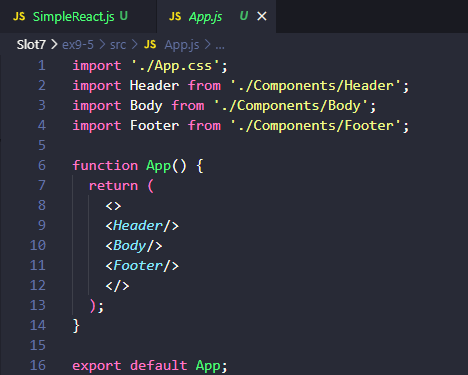 JS SimpleReact.js U JS App.js U ×
Slot7 > ex9-5 > src > JS App.js > ...
1 import './App.css';
2 import Header from './Components/Header';
3 import Body from './Components/Body';
4 import Footer from './Components/Footer';
5
6 function App() {
7   return (
8     <>
9     <Header/>
10     <Body/>
11     <Footer/>
12     </>
13   );
14 }
15
16 export default App;